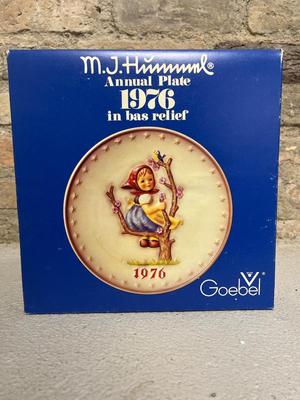 M.J.Hummel®
Annual Plate
1976
in bas relief
1976
Goebel®